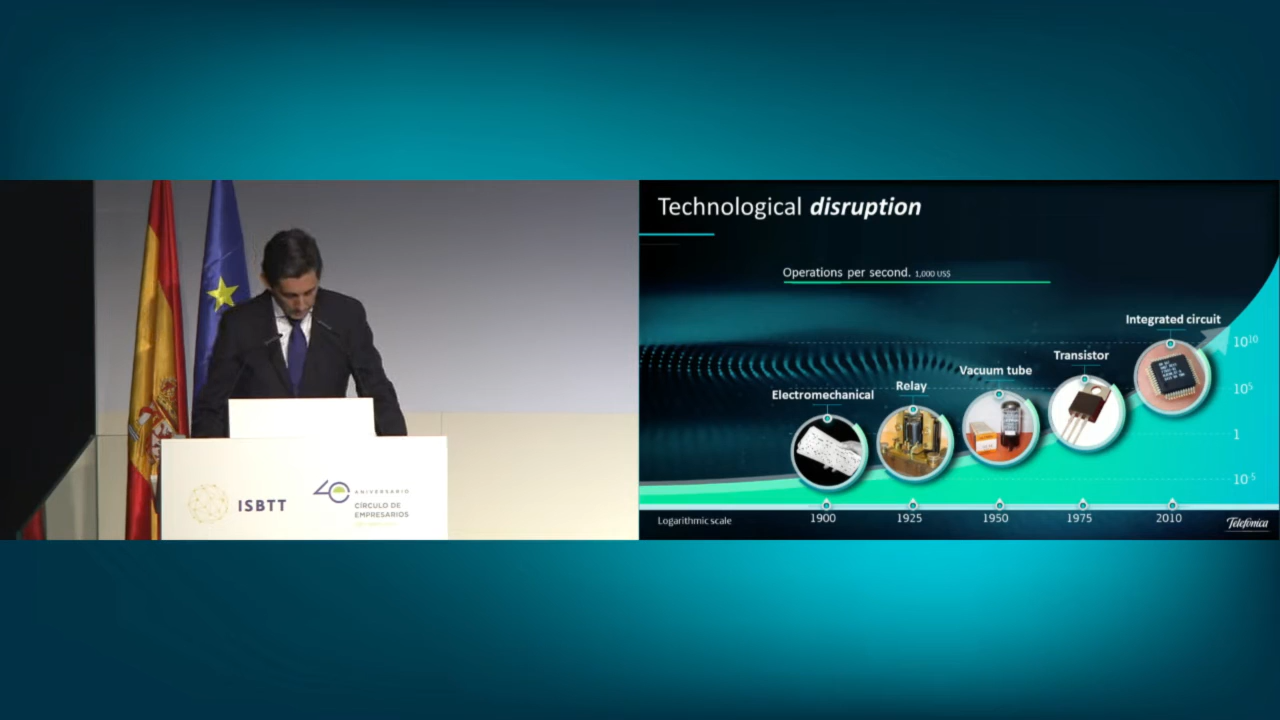 ISBTT
40 ANIVERSARIO
CÍRCULO DE
EMPRESARIOS
Technological disruption
Operations per second. 1,000 US$
Integrated circuit
Transistor
Vacuum tube
Relay
Electromechanical
10¹⁰
10⁵
1
10⁻⁵
1900 1925 1950 1975 2010
Logarithmic scale
Telefónica